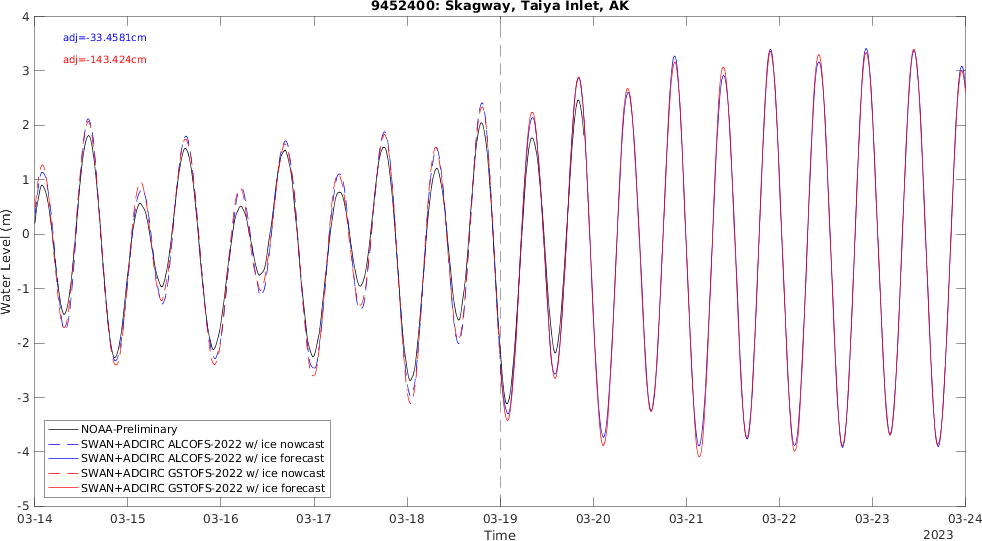 9452400: Skagway, Taiya Inlet, AK
adj=-33.4581cm
adj=-143.424cm
4
3
2
1
0
-1
-2
-3
-4
-5
Water Level (m)
NOAA-Preliminary
SWAN+ADCIRC ALCOFS-2022 w/ ice nowcast
SWAN+ADCIRC ALCOFS-2022 w/ ice forecast
SWAN+ADCIRC GSTOFS-2022 w/ ice nowcast
SWAN+ADCIRC GSTOFS-2022 w/ ice forecast
03-14 03-15 03-16 03-17 03-18 03-19 03-20 03-21 03-22 03-23 03-24
Time
2023